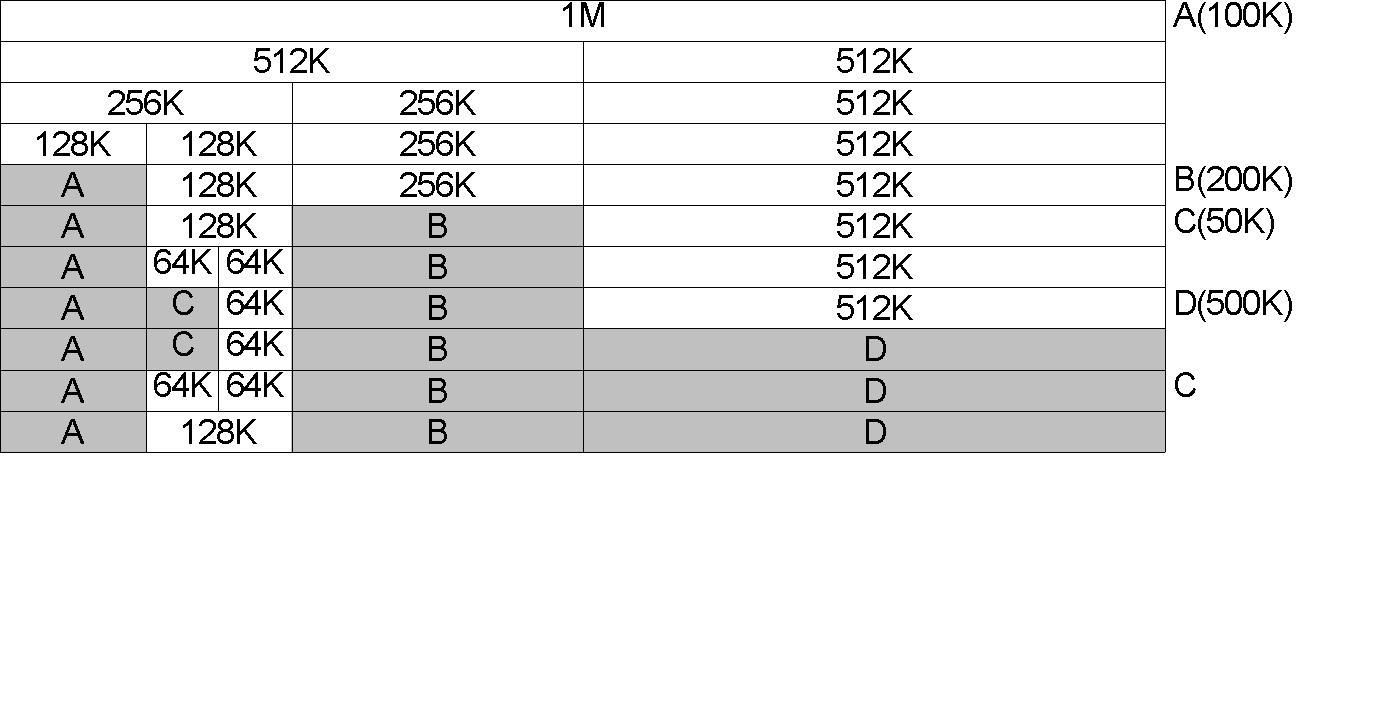 1M A(100K)
512K 512K
256K 256K 512K
128K 128K 256K 512K
A 128K 256K 512K B(200K)
A 128K B 512K C(50K)
A 64K 64K B 512K
A C 64K B 512K D(500K)
A C 64K B D
A 64K 64K B D C
A 128K B D